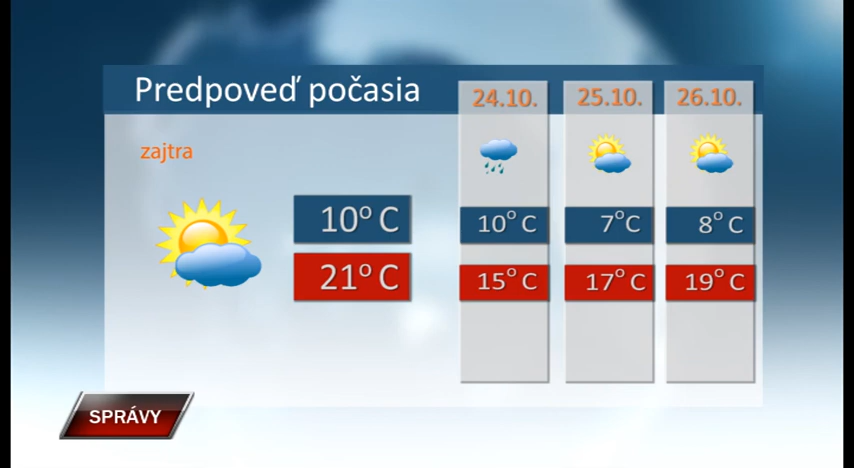 Predpoveď počasia
zajtra
10° C
21° C
24.10. 25.10. 26.10.
10° C 7°C 8° C
15° C 17° C 19° C
SPRÁVY